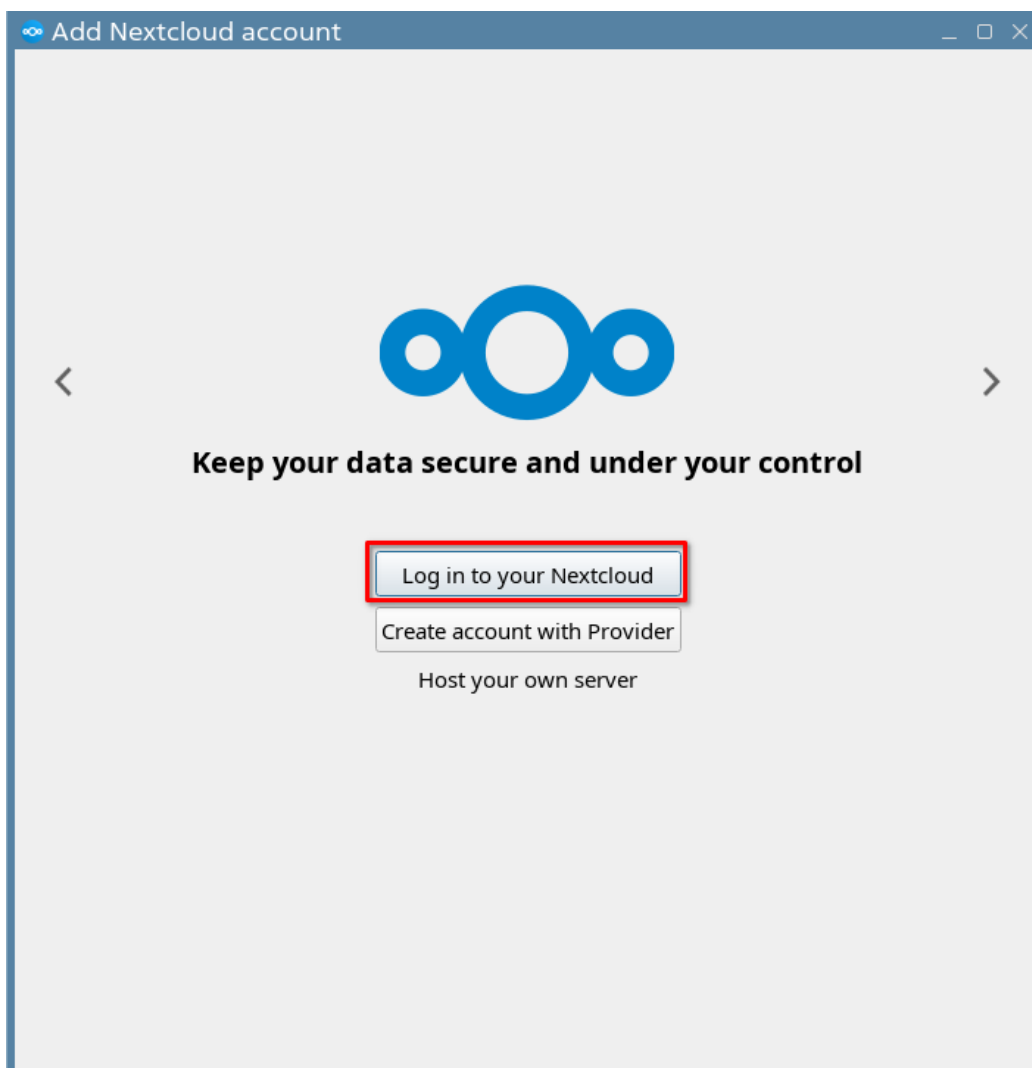 Add Nextcloud account
Keep your data secure and under your control
Log in to your Nextcloud
Create account with Provider
Host your own server